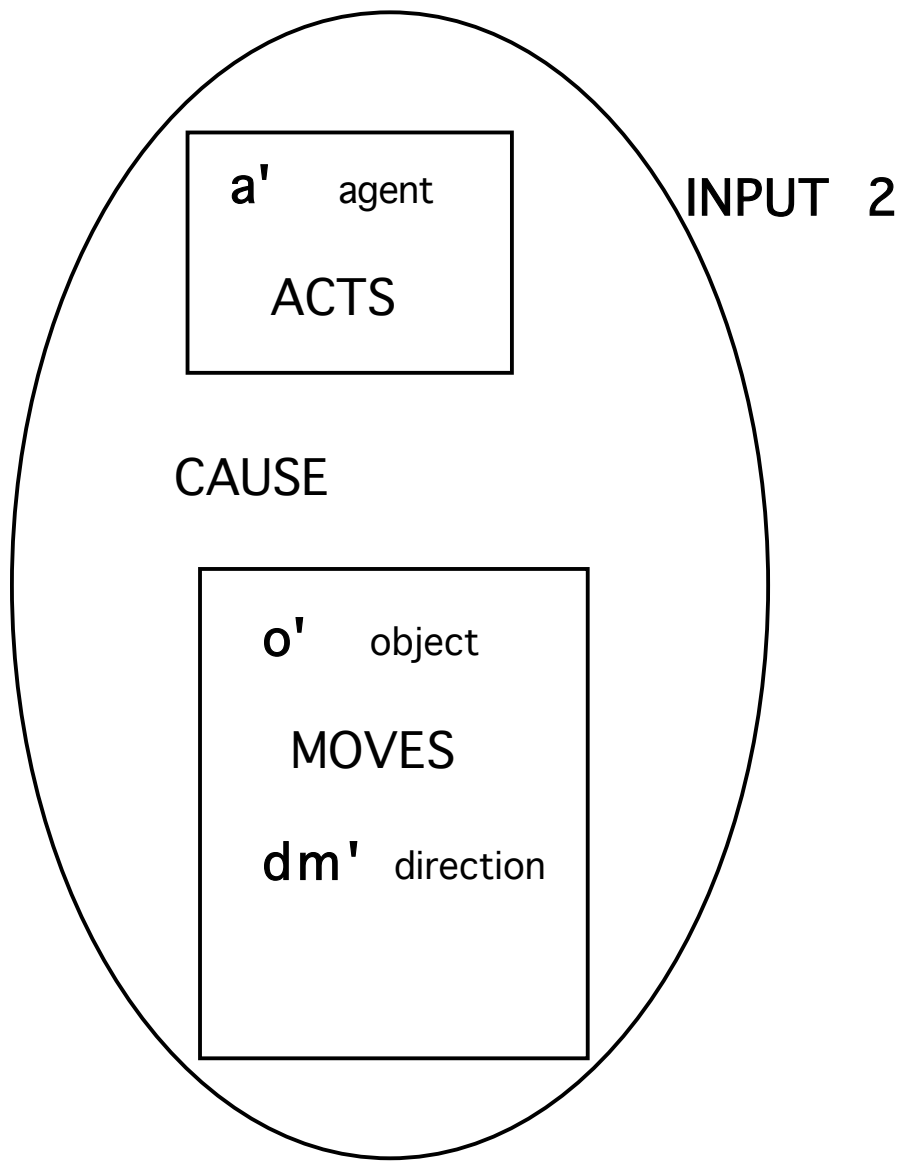 a' agent
INPUT 2
ACTS
CAUSE
o' object
MOVES
dm' direction